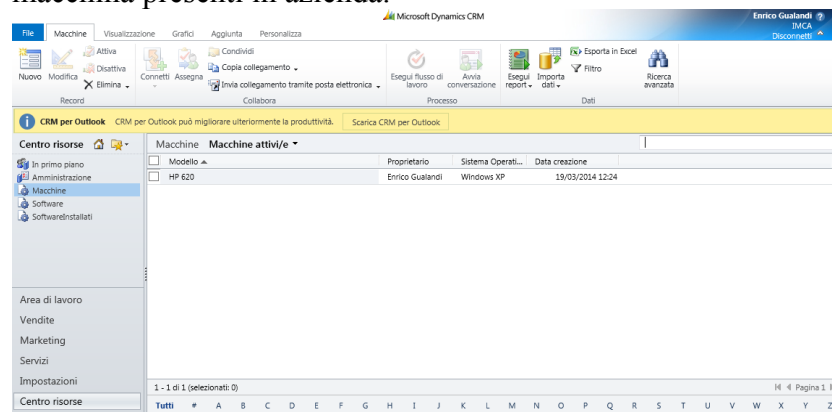 macchina presenti in azienda.
Microsoft Dynamics CRM
Enrico Gualandi
IMCA
Disconnetti
File Macchine Visualizzazione Grafici Aggiunta Personalizza
Nuovo
Modifica
Attiva
Disattiva
Elimina
Record
Connetti
Assegna
Condividi
Copia collegamento
Invia collegamento tramite posta elettronica
Collabora
Esegui flusso di
lavoro
Avvia
conversazione
Processo
Esegui
report
Importa
dati
Esporta in Excel
Filtro
Ricerca
avanzata
Dati
CRM per Outlook CRM per Outlook può migliorare ulteriormente la produttività. Scarica CRM per Outlook
Centro risorse
In primo piano
Amministrazione
Macchine
Software
SoftwareInstallati
Area di lavoro
Vendite
Marketing
Servizi
Impostazioni
Centro risorse
Macchine Macchine attivi/e
Modello Proprietario Sistema Operati... Data creazione
HP 620 Enrico Gualandi Windows XP 19/03/2014 12:24
1 - 1 di 1 (selezionati: 0) Pagina 1
Tutti # A B C D E F G H I J K L M N O P Q R S T U V W X Y Z